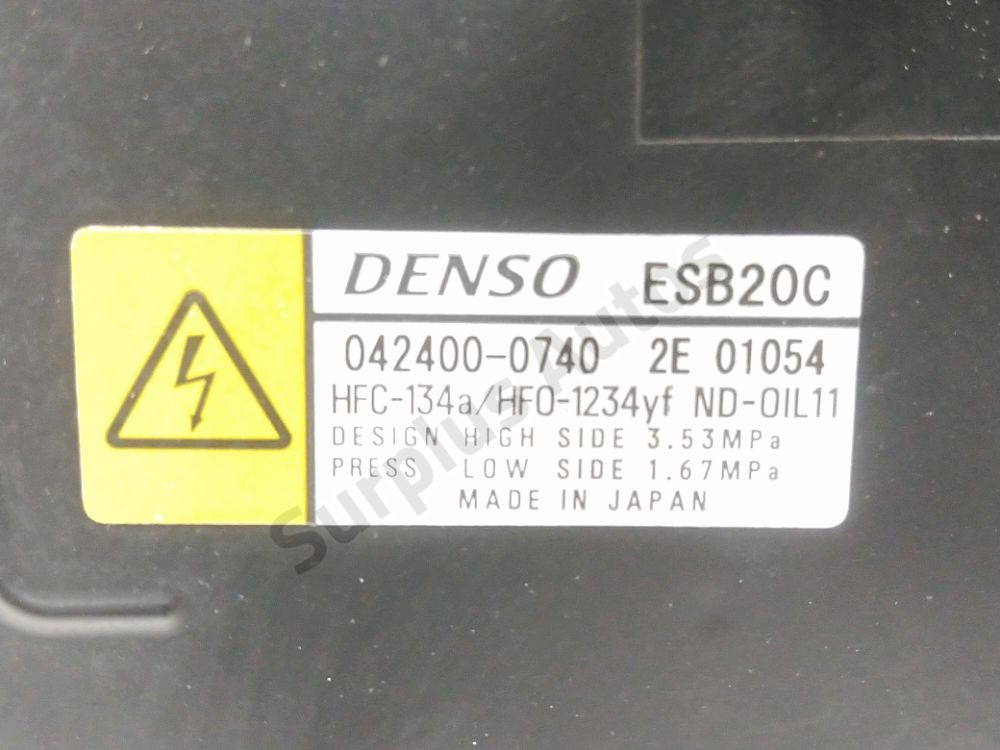 DENSO ESB20C
042400-0740 2E 01054
HFC-134a/HFO-1234yf ND-OIL11
DESIGN HIGH SIDE 3.53MPa
PRESS LOW SIDE 1.67MPa
MADE IN JAPAN
Surplus Autos